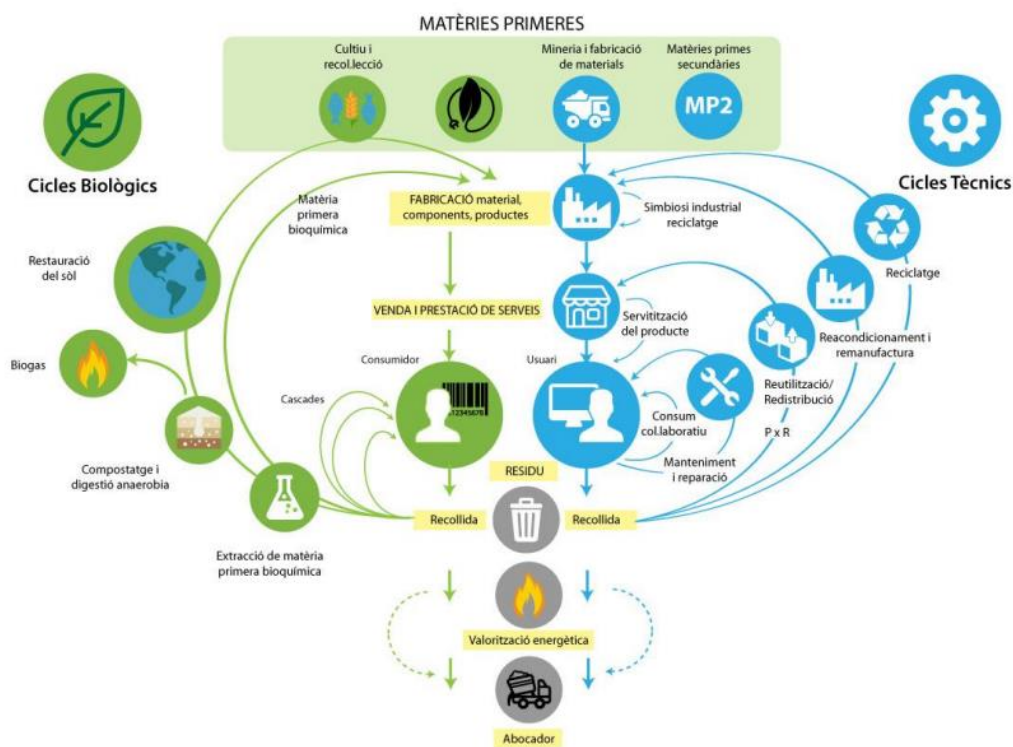 MATÈRIES PRIMERES
Cultiu i
recol.lecció
Mineria i fabricació
de materials
Matèries primes
secundàries
MP2
Cicles Biològics
Cicles Tècnics
Matèria
primera
bioquímica
FABRICACIÓ material,
components, productes
Simbiosi industrial
reciclatge
Reciclatge
Restauració
del sòl
VENDA I PRESTACIÓ DE SERVEIS
Servitització
del producte
Reacondicionament i
remanufactura
Biogas
Consumidor
Usuari
Reutilització/
Redistribució
Cascades
12345670
Consum
col.laboratiu
P x R
Manteniment
i reparació
Compostatge i
digestió anaerobia
RESIDU
Recollida
Recollida
Extracció de matèria
primera bioquímica
Valorització energètica
Abocador